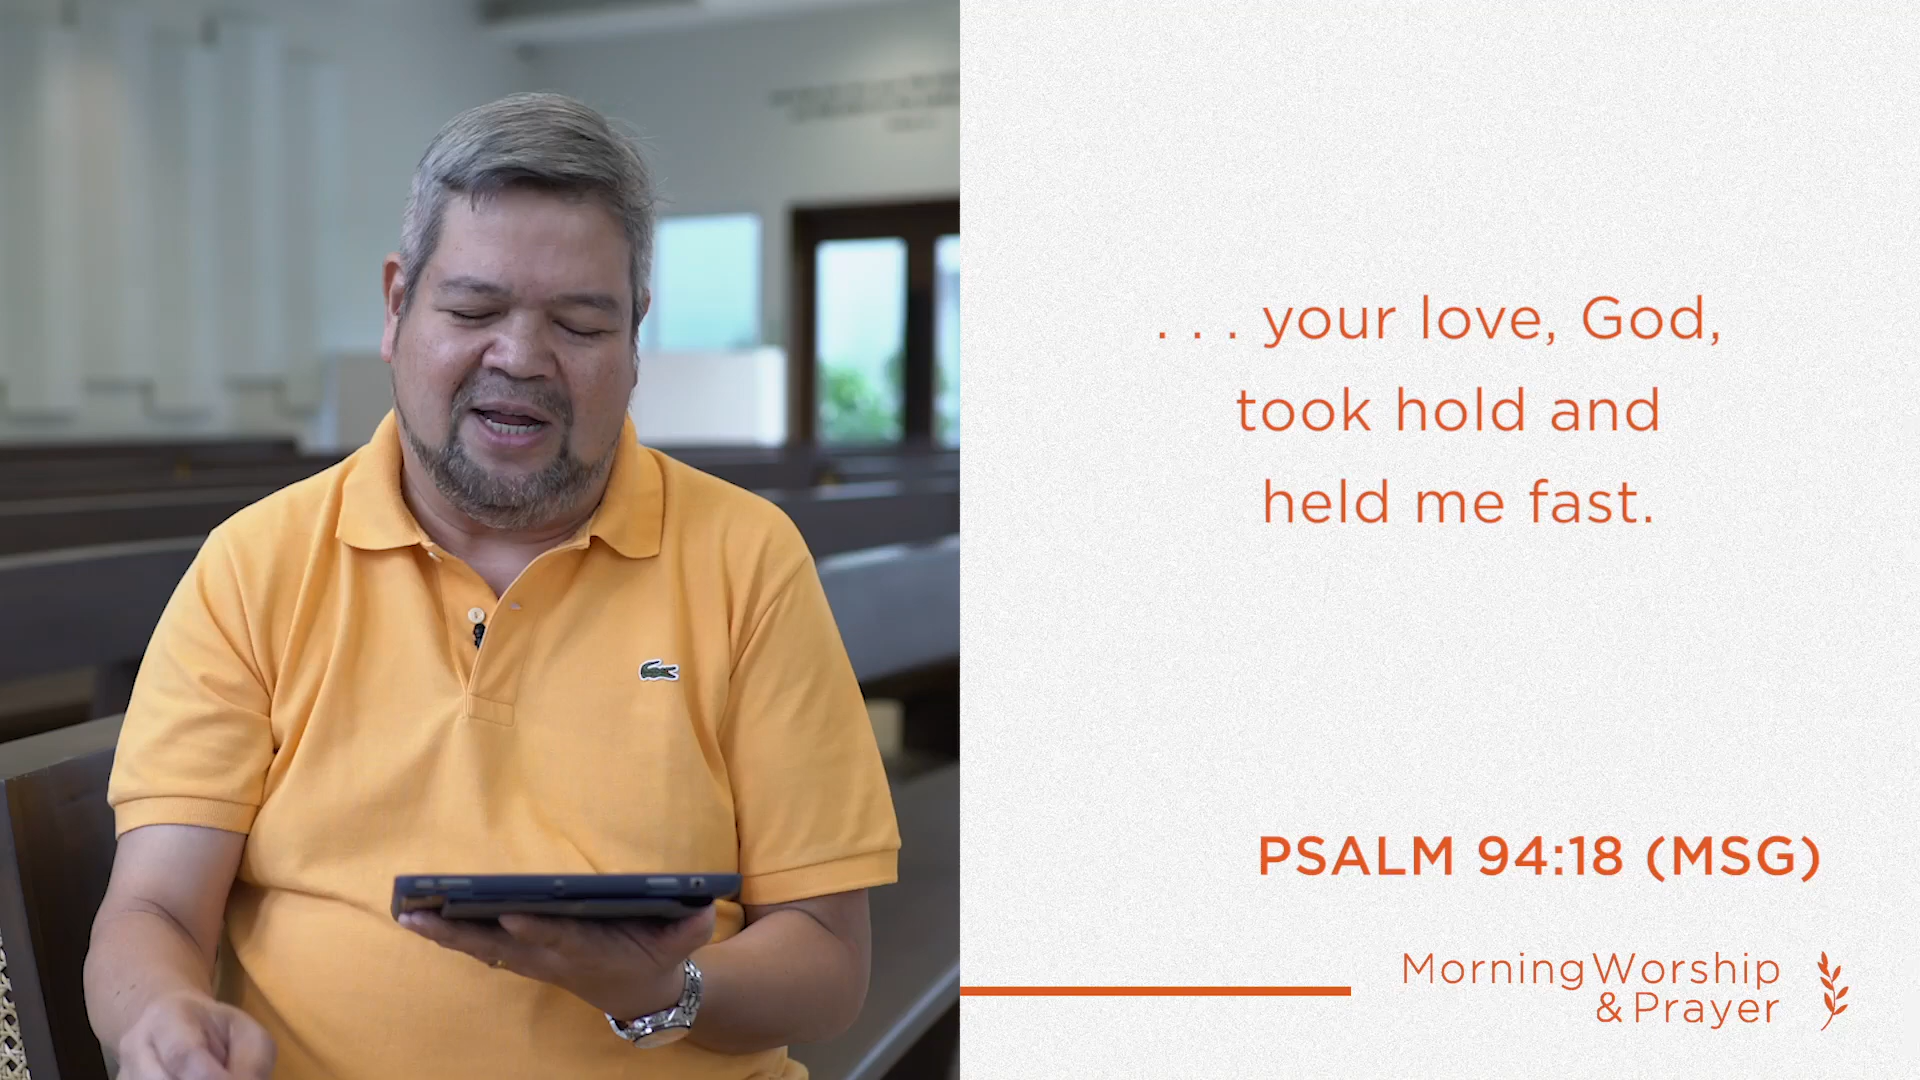 . . . your love, God,
took hold and
held me fast.
PSALM 94:18 (MSG)
Morning Worship
& Prayer